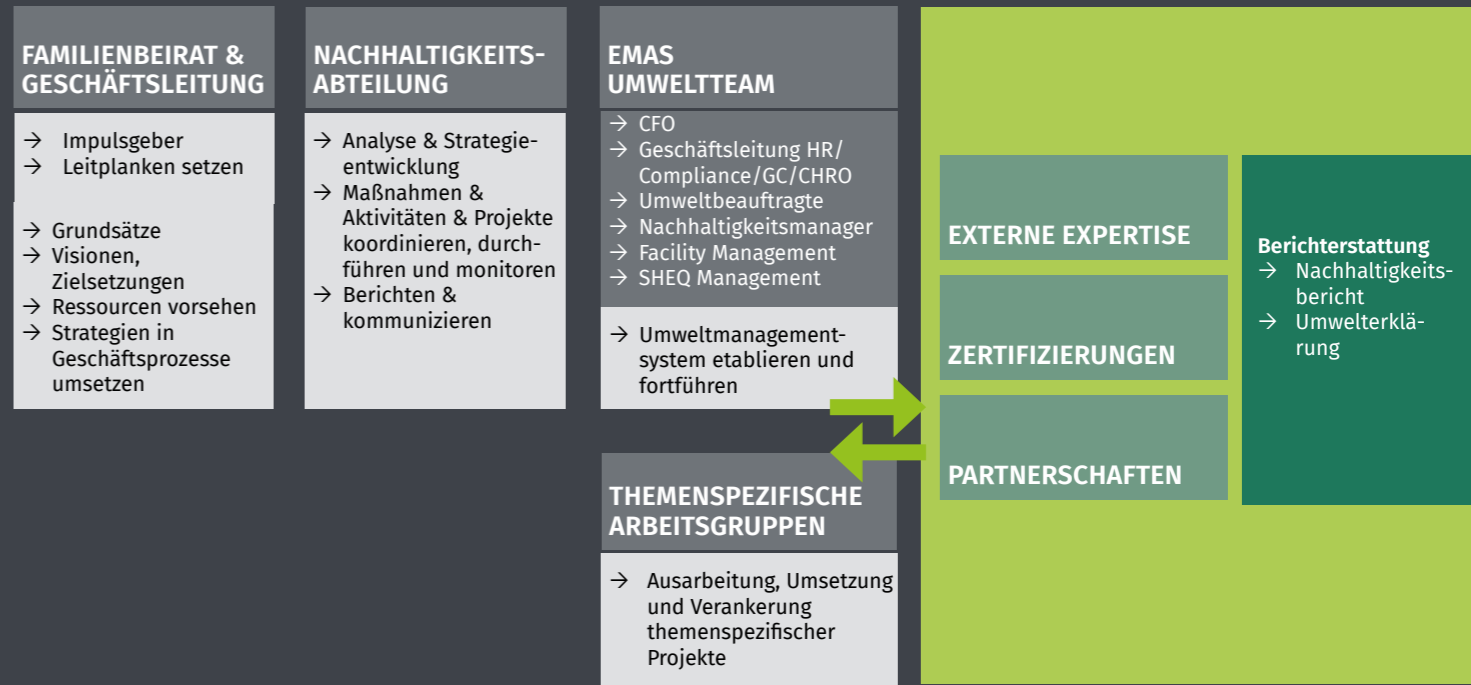 FAMILIENBEIRAT &
GESCHÄFTSLEITUNG
→ Impulsgeber
→ Leitplanken setzen
→ Grundsätze
→ Visionen,
Zielsetzungen
→ Ressourcen vorsehen
→ Strategien in
Geschäftsprozesse
umsetzen
NACHHALTIGKEITS-
ABTEILUNG
→ Analyse & Strategie-
entwicklung
→ Maßnahmen &
Aktivitäten & Projekte
koordinieren, durch-
führen und monitoren
→ Berichten &
kommunizieren
EMAS
UMWELTTEAM
→ CFO
→ Geschäftsleitung HR/
Compliance/GC/CHRO
→ Umweltbeauftragte
→ Nachhaltigkeitsmanager
→ Facility Management
→ SHEQ Management
→ Umweltmanagement-
system etablieren und
fortführen
THEMENSPEZIFISCHE
ARBEITSGRUPPEN
→ Ausarbeitung, Umsetzung
und Verankerung
themenspezifischer
Projekte
EXTERNE EXPERTISE
ZERTIFIZIERUNGEN
PARTNERSCHAFTEN
Berichterstattung
→ Nachhaltigkeits-
bericht
→ Umwelterklä-
rung